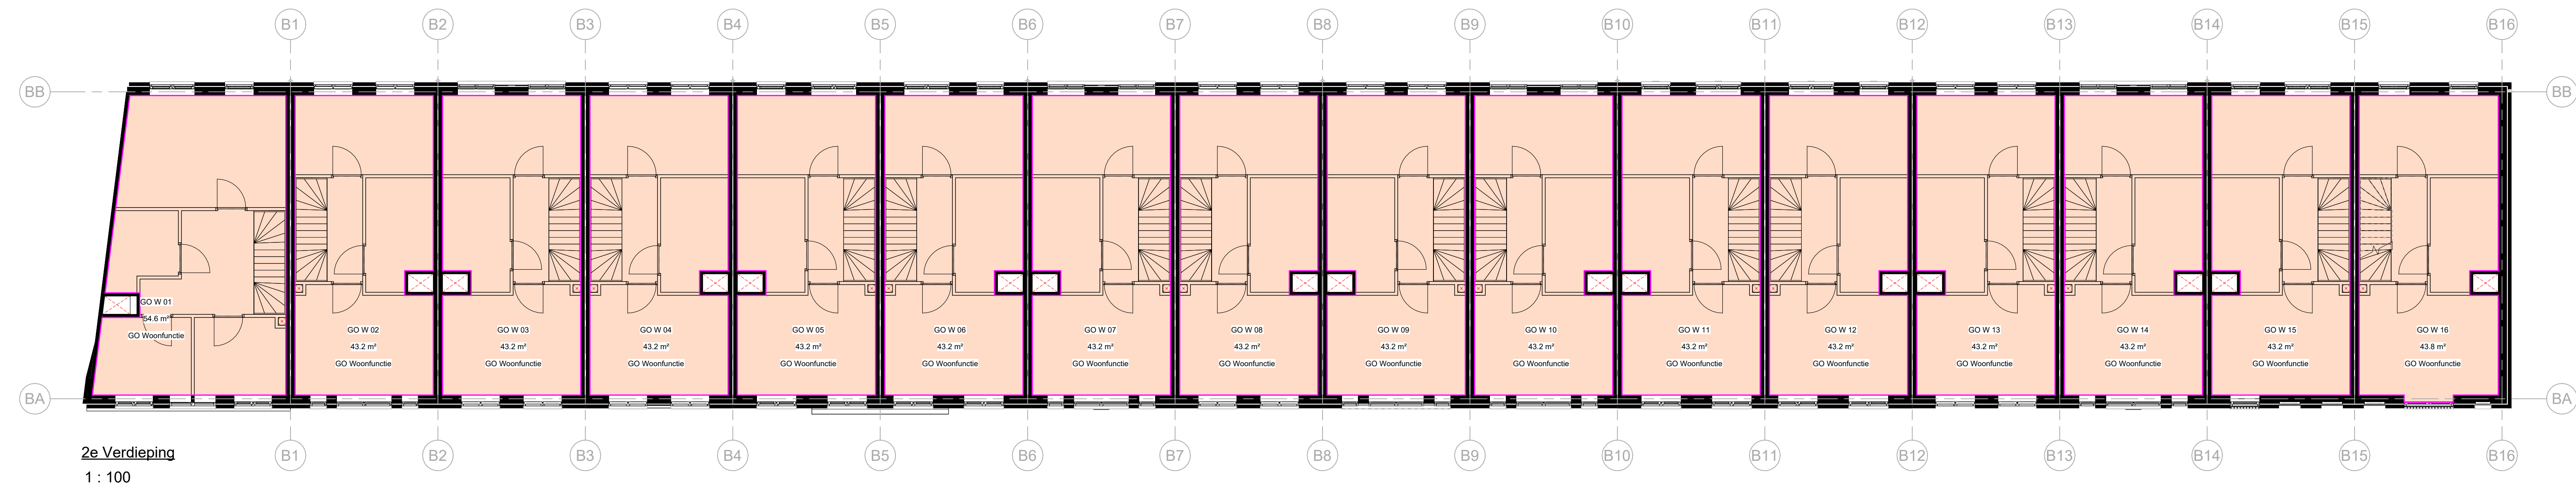 B1 B2 B3 B4 B5 B6 B7 B8 B9 B10 B11 B12 B13 B14 B15 B16
BB BB
GO W 01
54.6 m²
GO Woonfunctie
GO W 02
43.2 m²
GO Woonfunctie
GO W 03
43.2 m²
GO Woonfunctie
GO W 04
43.2 m²
GO Woonfunctie
GO W 05
43.2 m²
GO Woonfunctie
GO W 06
43.2 m²
GO Woonfunctie
GO W 07
43.2 m²
GO Woonfunctie
GO W 08
43.2 m²
GO Woonfunctie
GO W 09
43.2 m²
GO Woonfunctie
GO W 10
43.2 m²
GO Woonfunctie
GO W 11
43.2 m²
GO Woonfunctie
GO W 12
43.2 m²
GO Woonfunctie
GO W 13
43.2 m²
GO Woonfunctie
GO W 14
43.2 m²
GO Woonfunctie
GO W 15
43.2 m²
GO Woonfunctie
GO W 16
43.8 m²
GO Woonfunctie
BA BA
B1 B2 B3 B4 B5 B6 B7 B8 B9 B10 B11 B12 B13 B14 B15 B16
2e Verdieping
1 : 100